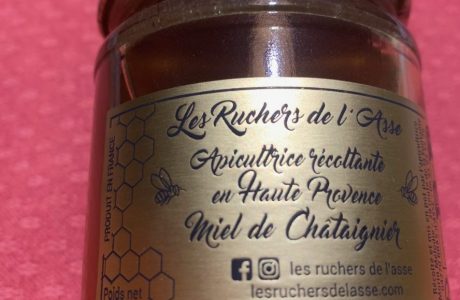 Les Ruchers de l'Asse
Apicultrice récoltante
en Haute Provence
Miel de Châtaignier
les ruchers de l'asse
lesruchersdelasse.com
PRODUIT EN FRANCE
Poids net